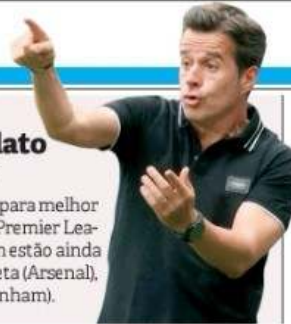 lato
para melhor
Premier Lea-
estão ainda
eta (Arsenal),
nham).